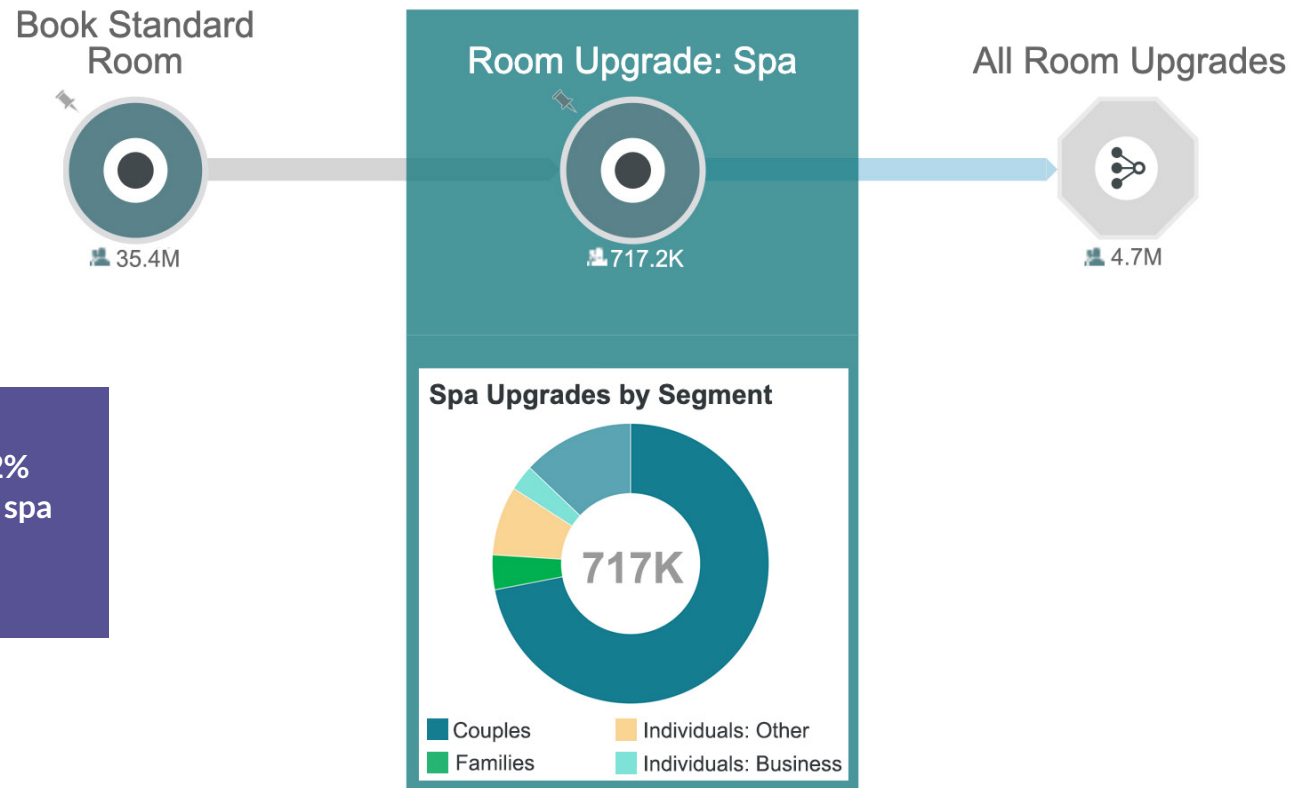 Book Standard
Room
35.4M
Room Upgrade: Spa
717.2K
All Room Upgrades
4.7M
2%
spa
Spa Upgrades by Segment
717K
Couples
Individuals: Other
Families
Individuals: Business